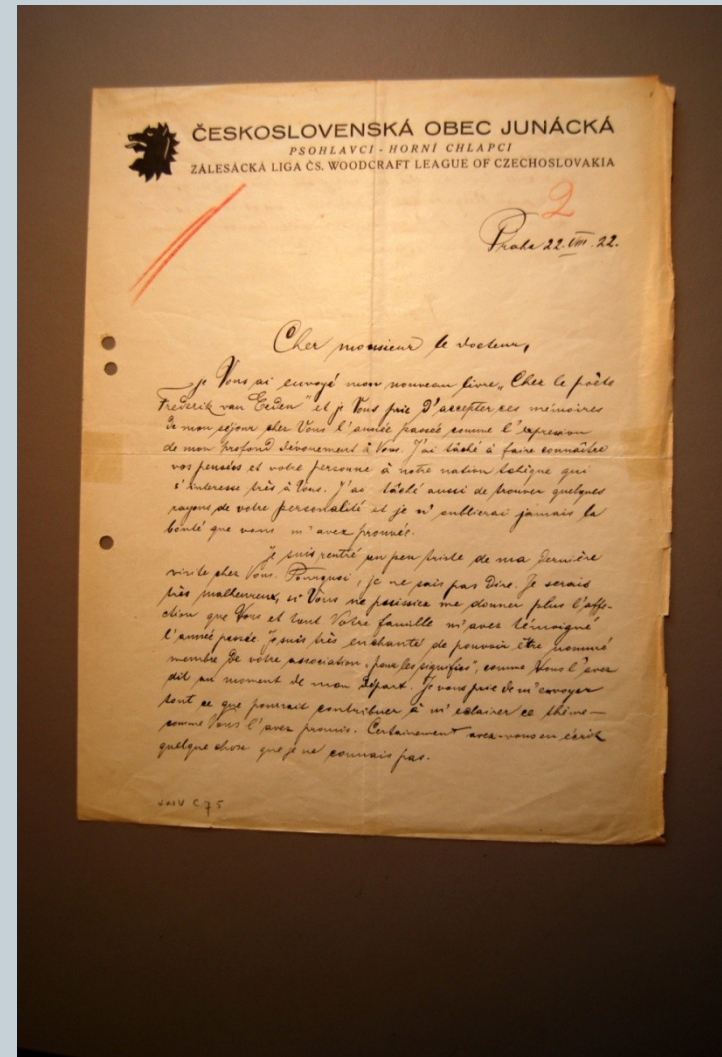 ČESKOSLOVENSKÁ OBEC JUNÁCKÁ
PSOHLAVCI - HORNÍ CHLAPCI
ZÁLESÁCKÁ LIGA ČS. WOODCRAFT LEAGUE OF CZECHOSLOVAKIA
2
Praha 22. VIII. 22.
Cher monsieur le docteur,
je Vous ai envoyé mon nouveau livre „Chez le poète
Frederik van Eeden" et je Vous prie d'accepter ces mémoires
de mon séjour chez Vous l'année passée comme l'expression
de mon profond dévouement à Vous. J'ai tâché à faire connaître
vos pensées et votre personne à notre nation tchèque qui
s'interesse très à Vous. J'ai tâché aussi de trouver quelques
rayons de votre personalité et je n'oublierai jamais la
bonté que vous m'avez prouvés.
Je suis rentré un peu triste de ma dernière
visite chez Vous. Pourquoi, je ne sais pas dire. Je serais
très malheureux, si Vous ne puissiez me donner plus l'affe-
ction que Vous et tout Votre famille m'avez témoigné
l'année passée. Je suis très enchanté de pouvoir être nommé
membre de votre association „pour les signifies", comme Vous l'avez
dit au moment de mon départ. Je vous prie de m'envoyer
tout ce que pourrait contribuer à m'eclairer ce thème —
comme Vous l'avez promis. Certainement avez-vous en écrit
quelque chose que je ne connais pas.
C 75